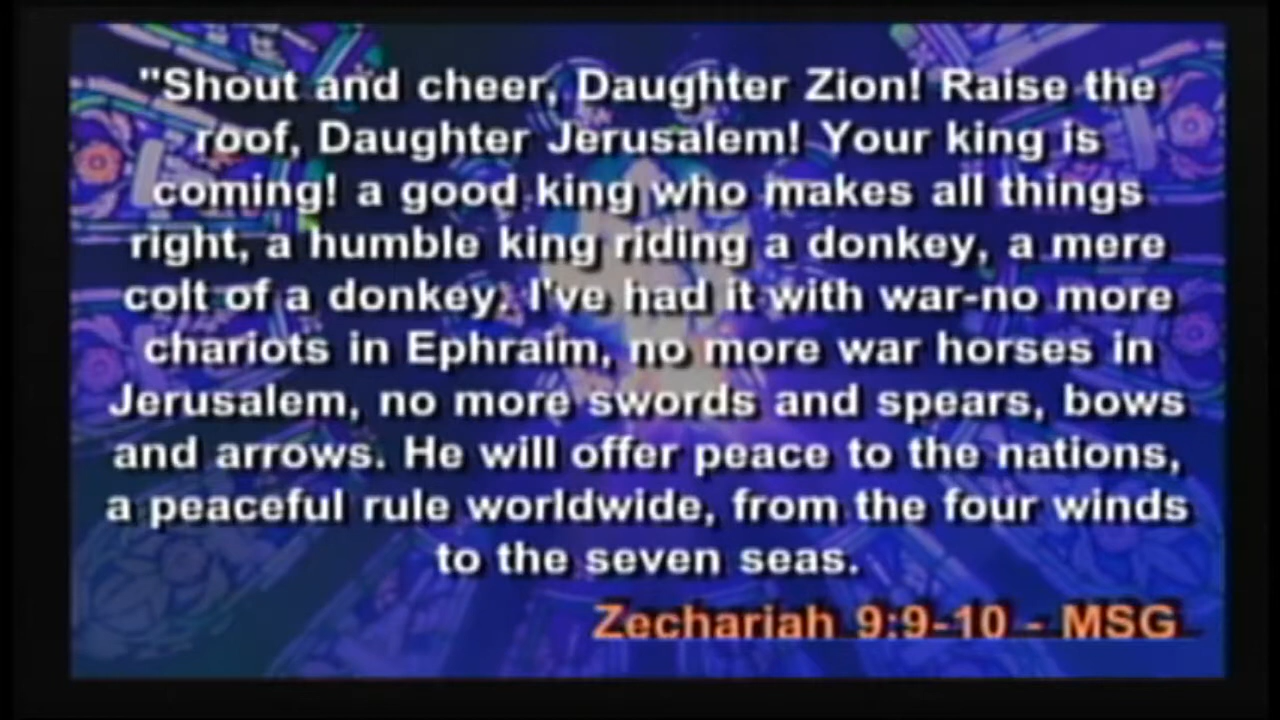 "Shout and cheer, Daughter Zion! Raise the
roof, Daughter Jerusalem! Your king is
coming! a good king who makes all things
right, a humble king riding a donkey, a mere
colt of a donkey. I've had it with war-no more
chariots in Ephraim, no more war horses in
Jerusalem, no more swords and spears, bows
and arrows. He will offer peace to the nations,
a peaceful rule worldwide, from the four winds
to the seven seas.
Zechariah 9:9-10 - MSG